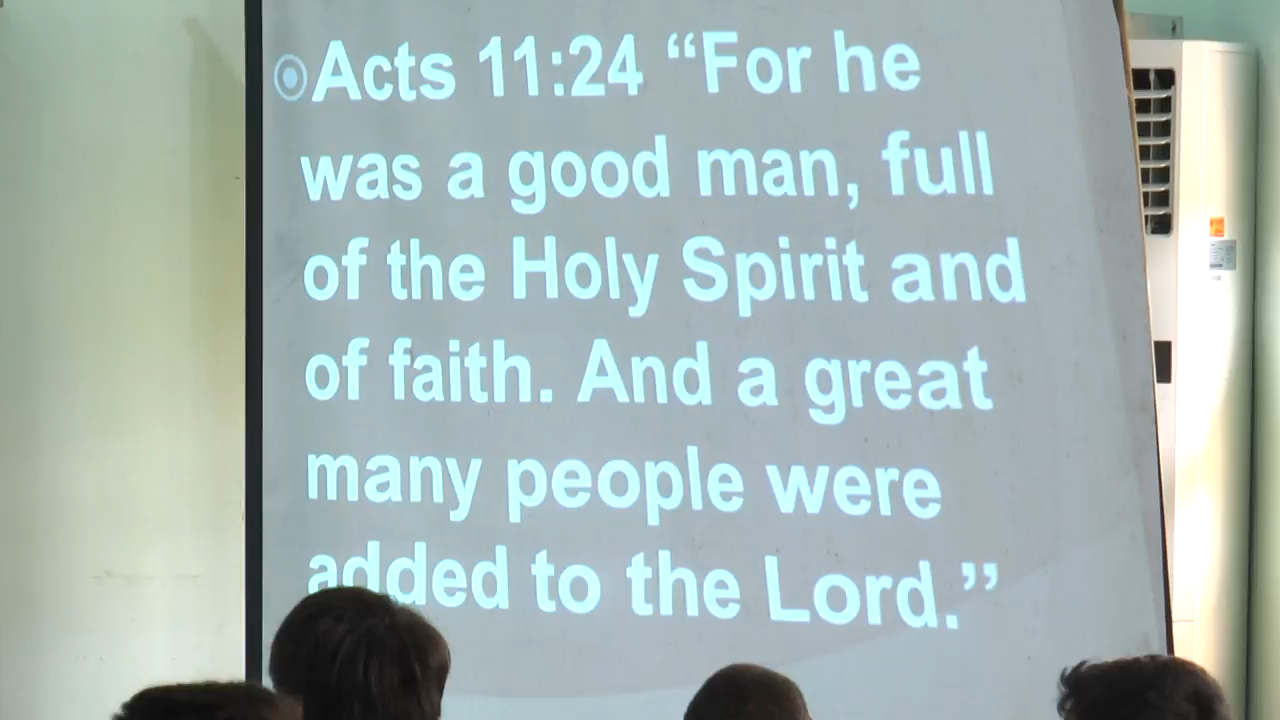 Acts 11:24 “For he
was a good man, full
of the Holy Spirit and
of faith. And a great
many people were
added to the Lord.”